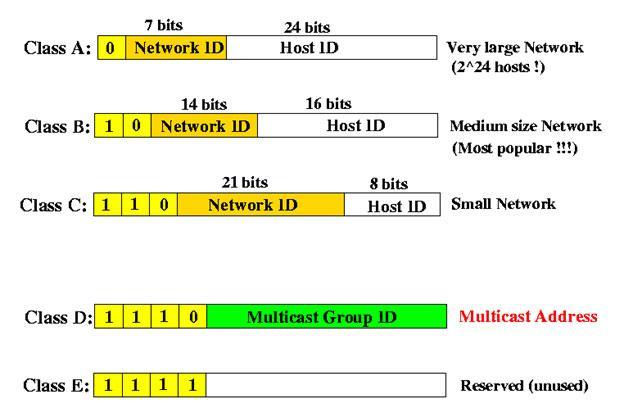 7 bits 24 bits
Class A: 0 Network ID Host ID Very large Network
(2^24 hosts !)
14 bits 16 bits
Class B: 1 0 Network ID Host ID Medium size Network
(Most popular !!!)
21 bits 8 bits
Class C: 1 1 0 Network ID Host ID Small Network
Class D: 1 1 1 0 Multicast Group ID Multicast Address
Class E: 1 1 1 1 Reserved (unused)